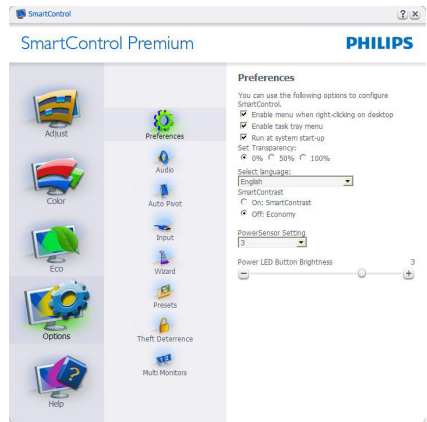 SmartControl
SmartControl Premium
PHILIPS
Adjust
Color
Eco
Options
Help
Preferences
Audio
Auto Pivot
Input
Wizard
Presets
Theft Deterrence
Multi Monitors
Preferences
You can use the following options to configure
SmartControl.
Enable menu when right-clicking on desktop
Enable task tray menu
Run at system start-up
Set Transparency:
0% 50% 100%
Select language:
English
SmartContrast
On: SmartContrast
Off: Economy
PowerSensor Setting
3
Power LED Button Brightness 3